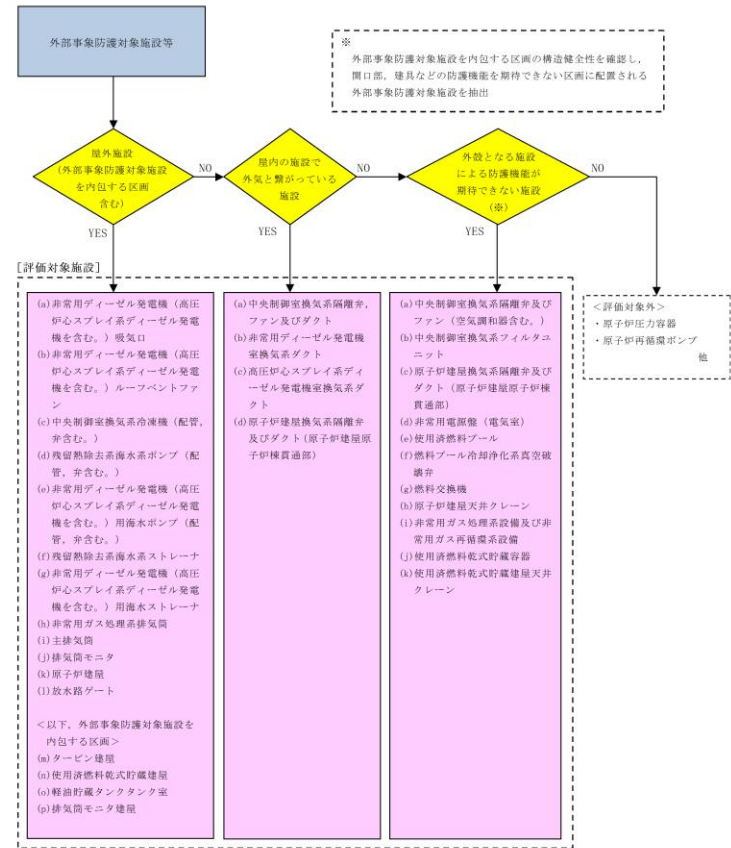 外部事象防護対象施設等
※
外部事象防護対象施設を内包する区画の構造健全性を確認し,
開口部,建具などの防護機能を期待できない区画に配置される
外部事象防護対象施設を抽出
屋外施設
(外部事象防護対象施設
を内包する区画
含む)
NO
屋内の施設で
外気と繋がっている
施設
NO
外殻となる施設
による防護機能が
期待できない施設
(※)
NO
YES
YES
YES
[評価対象施設]
(a)非常用ディーゼル発電機(高圧
炉心スプレイ系ディーゼル発電
機を含む。)吸気口
(b)非常用ディーゼル発電機(高圧
炉心スプレイ系ディーゼル発電
機を含む。)ルーフベントファ
ン
(c)中央制御室換気系冷凍機(配管,
弁含む。)
(d)残留熱除去系海水系ポンプ(配
管,弁含む。)
(e)非常用ディーゼル発電機(高圧
炉心スプレイ系ディーゼル発電
機を含む。)用海水ポンプ(配
管,弁含む。)
(f)残留熱除去系海水系ストレーナ
(g)非常用ディーゼル発電機(高圧
炉心スプレイ系ディーゼル発電
機を含む。)用海水ストレーナ
(h)非常用ガス処理系排気筒
(i)主排気筒
(j)排気筒モニタ
(k)原子炉建屋
(l)放水路ゲート
<以下,外部事象防護対象施設を
内包する区画>
(m)タービン建屋
(n)使用済燃料乾式貯蔵建屋
(o)軽油貯蔵タンクタンク室
(p)排気筒モニタ建屋
(a)中央制御室換気系隔離弁,
ファン及びダクト
(b)非常用ディーゼル発電機
室換気系ダクト
(c)高圧炉心スプレイ系ディ
ーゼル発電機室換気系ダ
クト
(d)原子炉建屋換気系隔離弁
及びダクト(原子炉建屋原
子炉棟貫通部)
(a)中央制御室換気系隔離弁及び
ファン(空気調和器含む。)
(b)中央制御室換気系フィルタユ
ニット
(c)原子炉建屋換気系隔離弁及び
ダクト(原子炉建屋原子炉棟
貫通部)
(d)非常用電源盤(電気室)
(e)使用済燃料プール
(f)燃料プール冷却浄化系真空破
壊弁
(g)燃料交換機
(h)原子炉建屋天井クレーン
(i)非常用ガス処理系設備及び非
常用ガス再循環系設備
(j)使用済燃料乾式貯蔵容器
(k)使用済燃料乾式貯蔵建屋天井
クレーン
<評価対象外>
・原子炉圧力容器
・原子炉再循環ポンプ
他